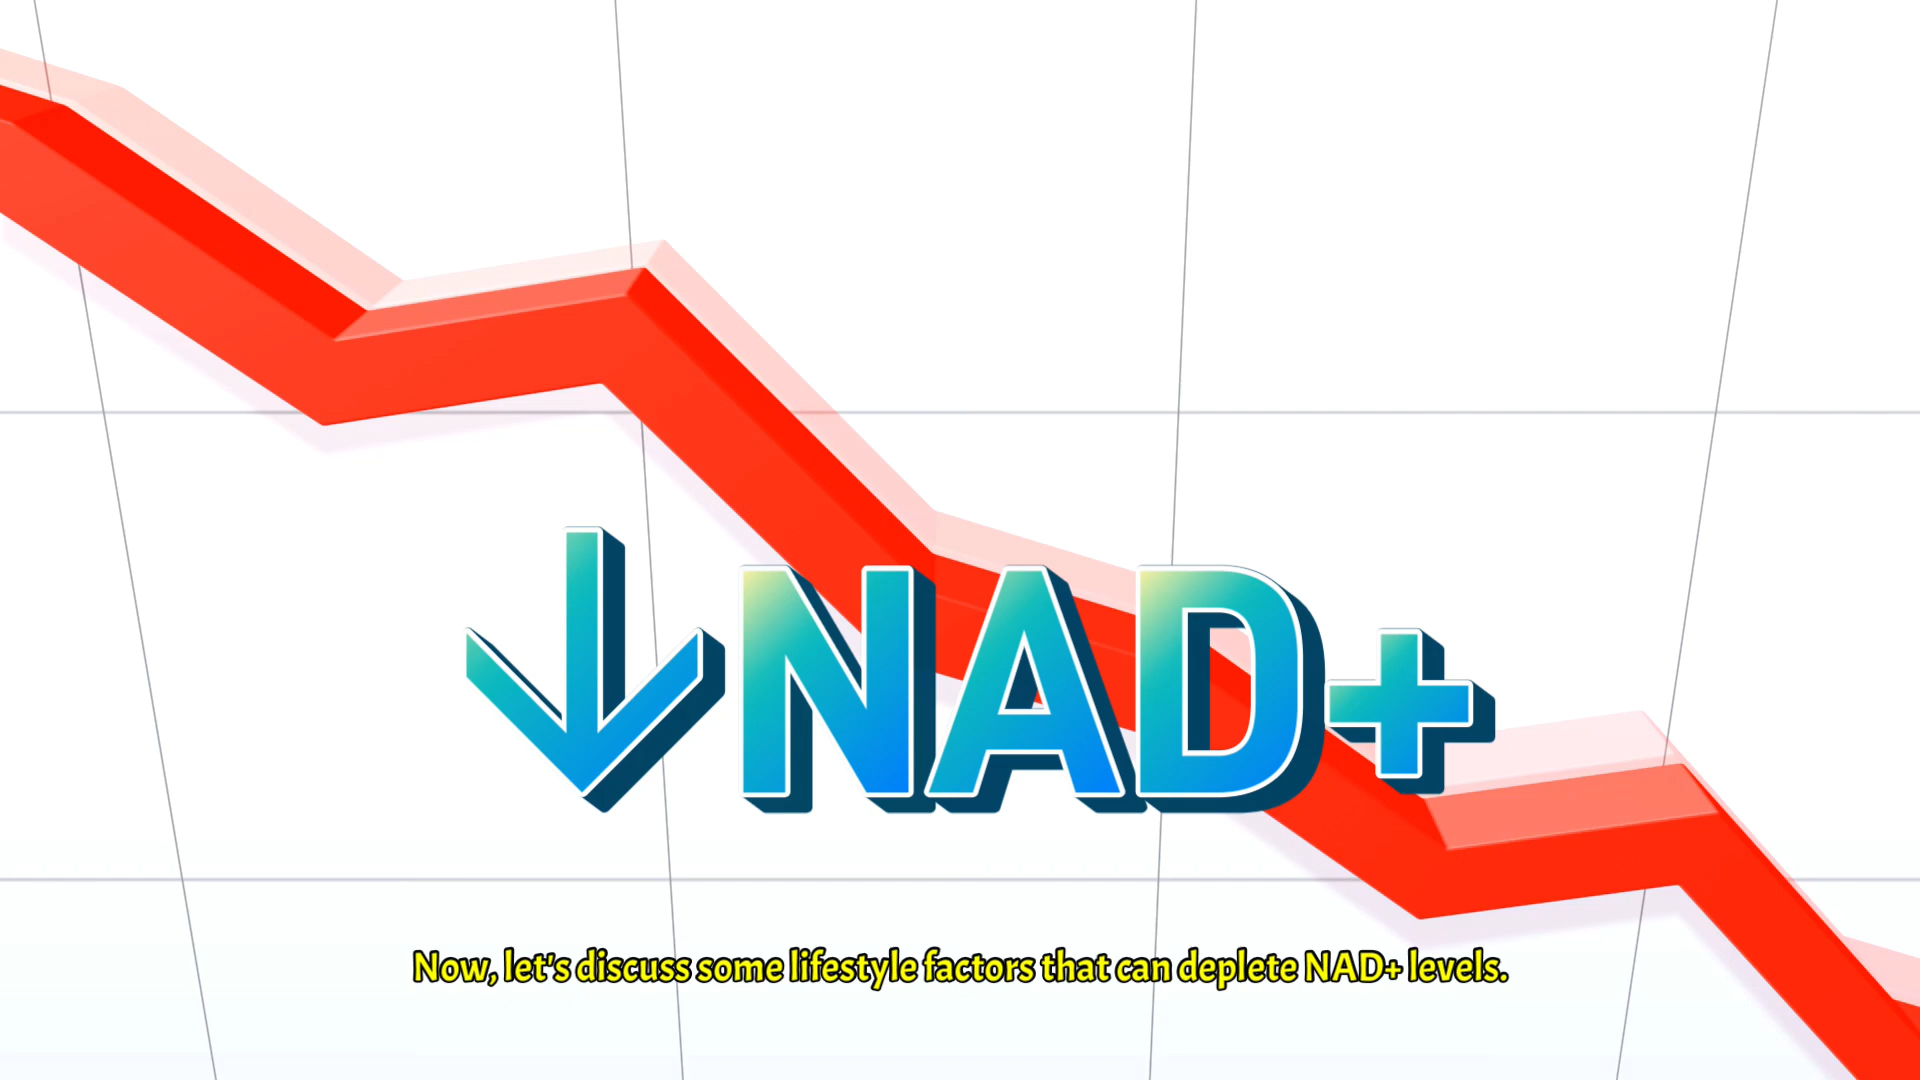 ↓NAD+
Now, let's discuss some lifestyle factors that can deplete NAD+ levels.